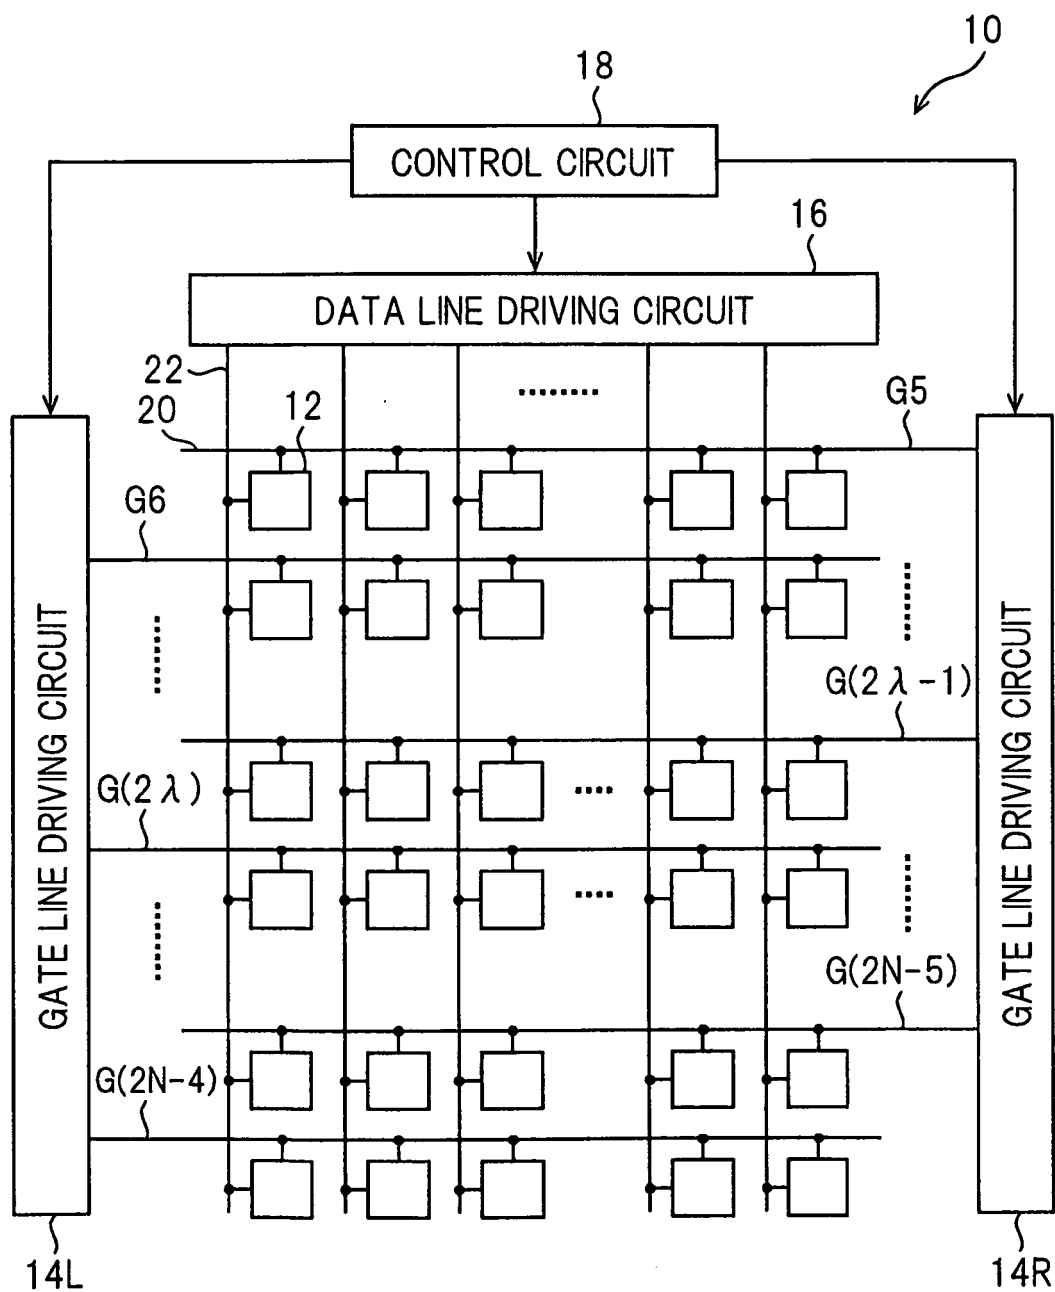 10
18
CONTROL CIRCUIT
16
DATA LINE DRIVING CIRCUIT
22
20
12
G5
G6
G(2λ-1)
G(2λ)
GATE LINE DRIVING CIRCUIT
GATE LINE DRIVING CIRCUIT
G(2N-5)
G(2N-4)
14L
14R